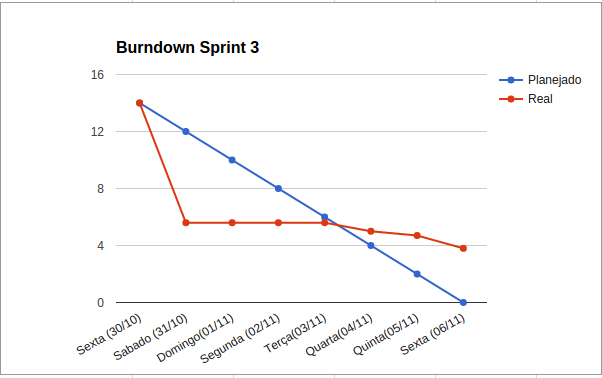 Burndown Sprint 3
Planejado
Real
16
12
8
4
0
Sexta (30/10)
Sabado (31/10)
Domingo(01/11)
Segunda (02/11)
Terça(03/11)
Quarta(04/11)
Quinta(05/11)
Sexta (06/11)